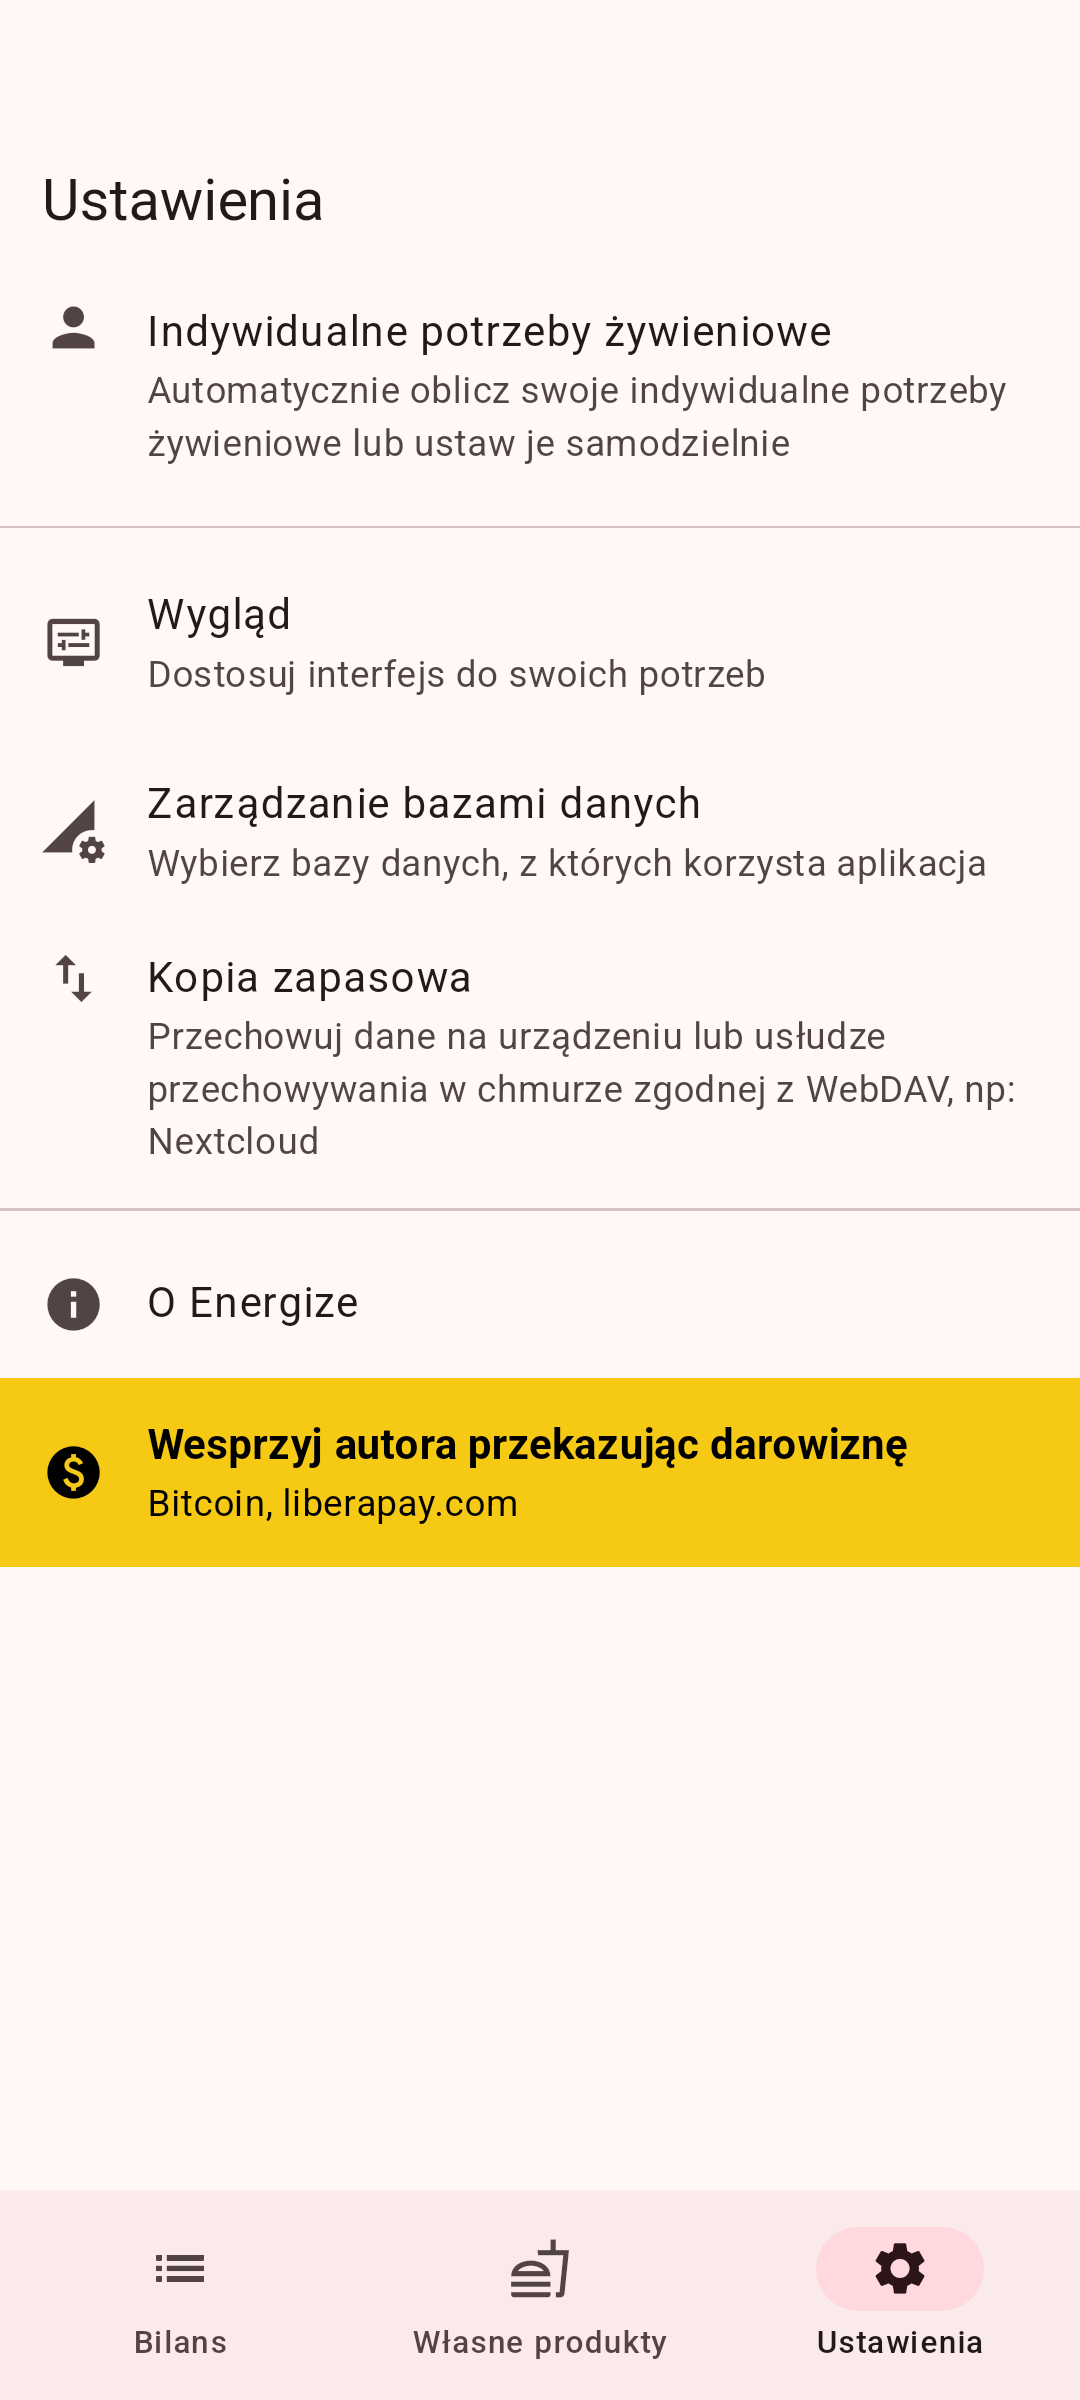 Ustawienia
Indywidualne potrzeby żywieniowe
Automatycznie oblicz swoje indywidualne potrzeby
żywieniowe lub ustaw je samodzielnie
Wygląd
Dostosuj interfejs do swoich potrzeb
Zarządzanie bazami danych
Wybierz bazy danych, z których korzysta aplikacja
Kopia zapasowa
Przechowuj dane na urządzeniu lub usłudze
przechowywania w chmurze zgodnej z WebDAV, np:
Nextcloud
O Energize
Wesprzyj autora przekazując darowiznę
Bitcoin, liberapay.com
Bilans
Własne produkty
Ustawienia